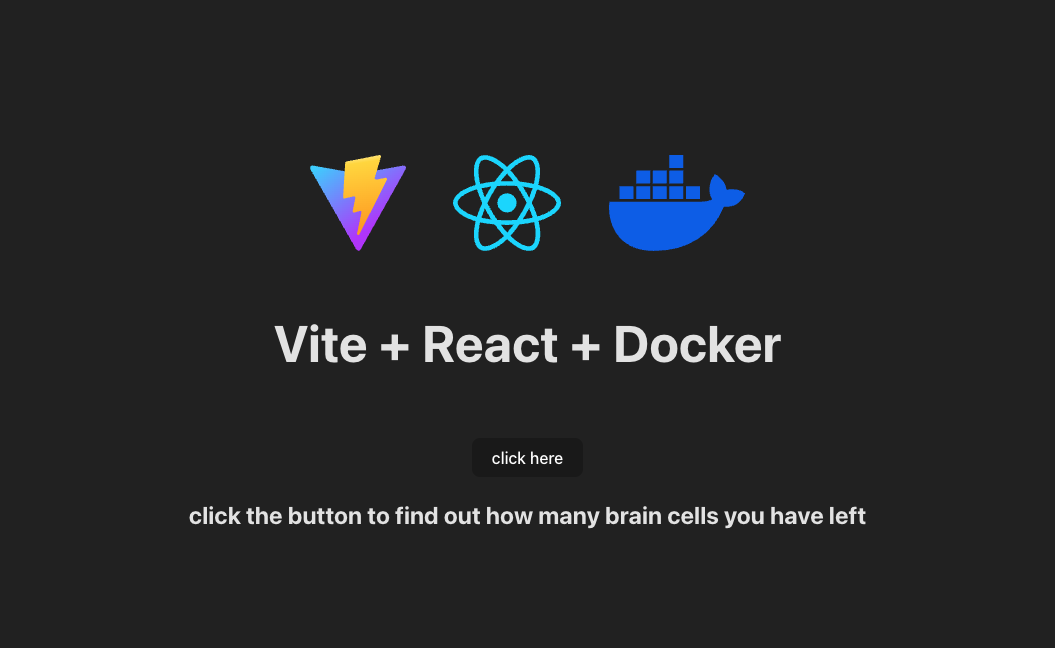 Vite + React + Docker
click here
click the button to find out how many brain cells you have left